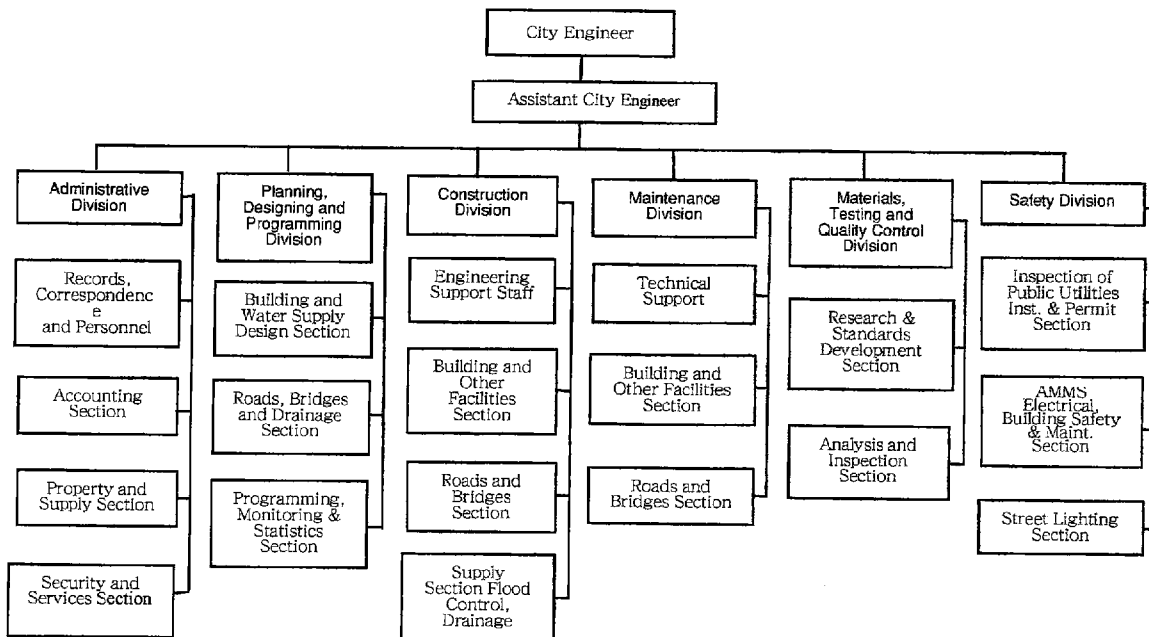 City Engineer
Assistant City Engineer
Administrative
Division
Records,
Correspondenc
e
and Personnel
Accounting
Section
Property and
Supply Section
Security and
Services Section
Planning,
Designing and
Programming
Division
Building and
Water Supply
Design Section
Roads, Bridges
and Drainage
Section
Programming,
Monitoring &
Statistics
Section
Construction
Division
Engineering
Support Staff
Building and
Other
Facilities
Section
Roads and
Bridges
Section
Supply
Section Flood
Control,
Drainage
Maintenance
Division
Technical
Support
Building and
Other Facilities
Section
Roads and
Bridges Section
Materials,
Testing and
Quality Control
Division
Research &
Standards
Development
Section
Analysis and
Inspection
Section
Safety Division
Inspection of
Public Utilities
Inst. & Permit
Section
AMMS
Electrical,
Building Safety
& Maint.
Section
Street Lighting
Section